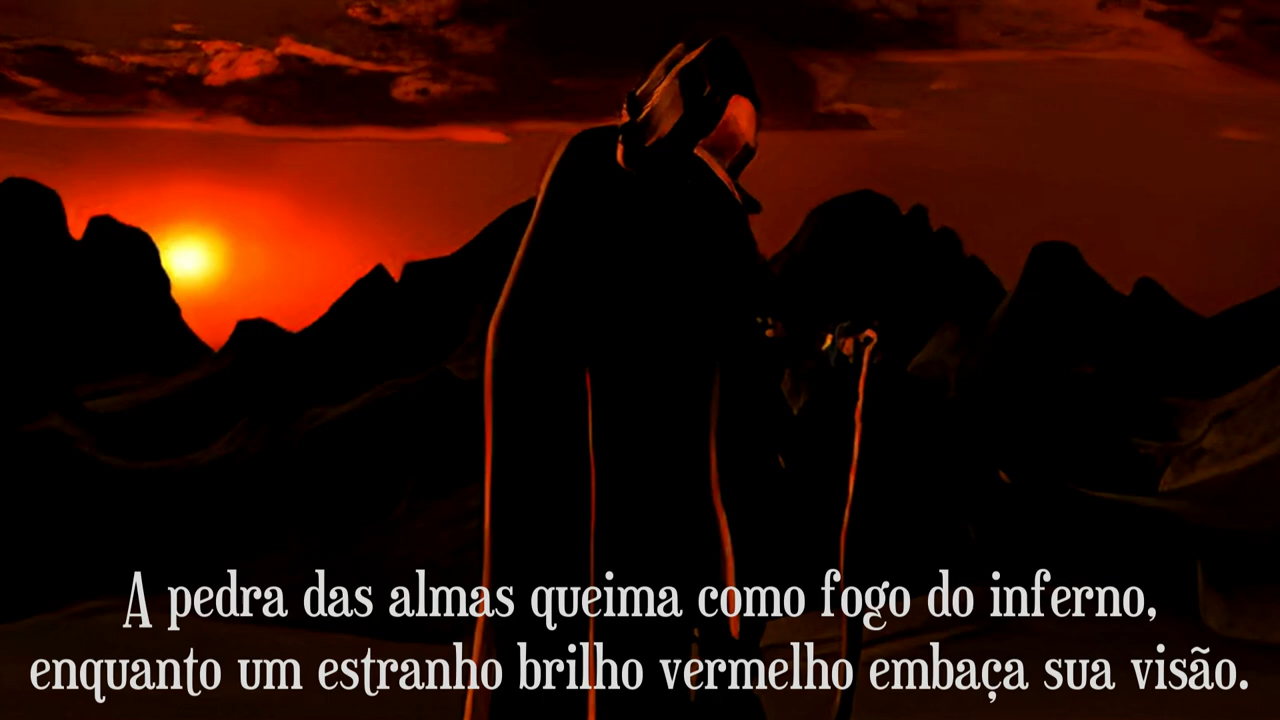 A pedra das almas queima como fogo do inferno,
enquanto um estranho brilho vermelho embaça sua visão.